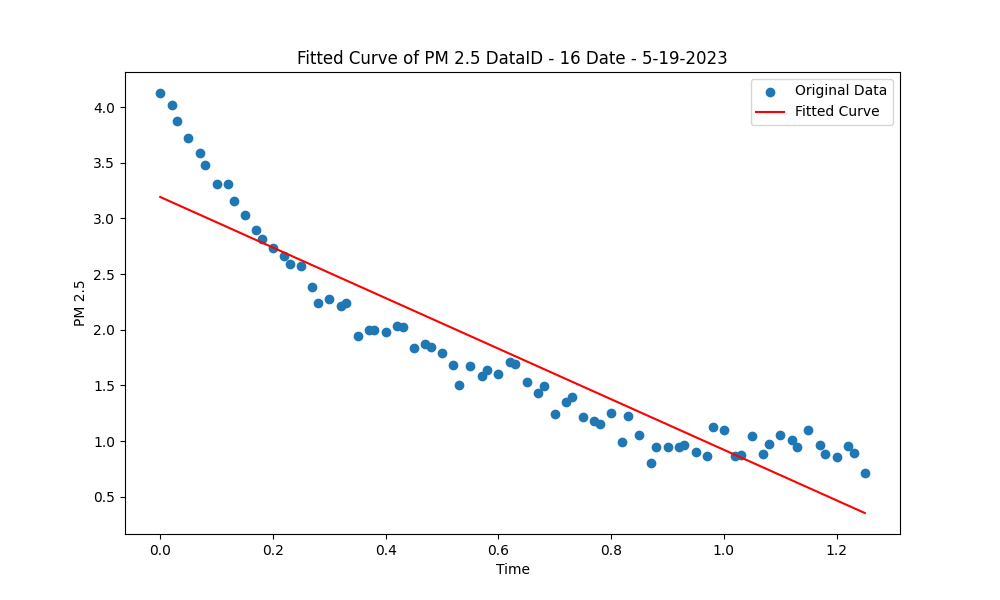 Fitted Curve of PM 2.5 DataID - 16 Date - 5-19-2023
Original Data
Fitted Curve
4.0
3.5
3.0
2.5
2.0
1.5
1.0
0.5
PM 2.5
0.0 0.2 0.4 0.6 0.8 1.0 1.2
Time